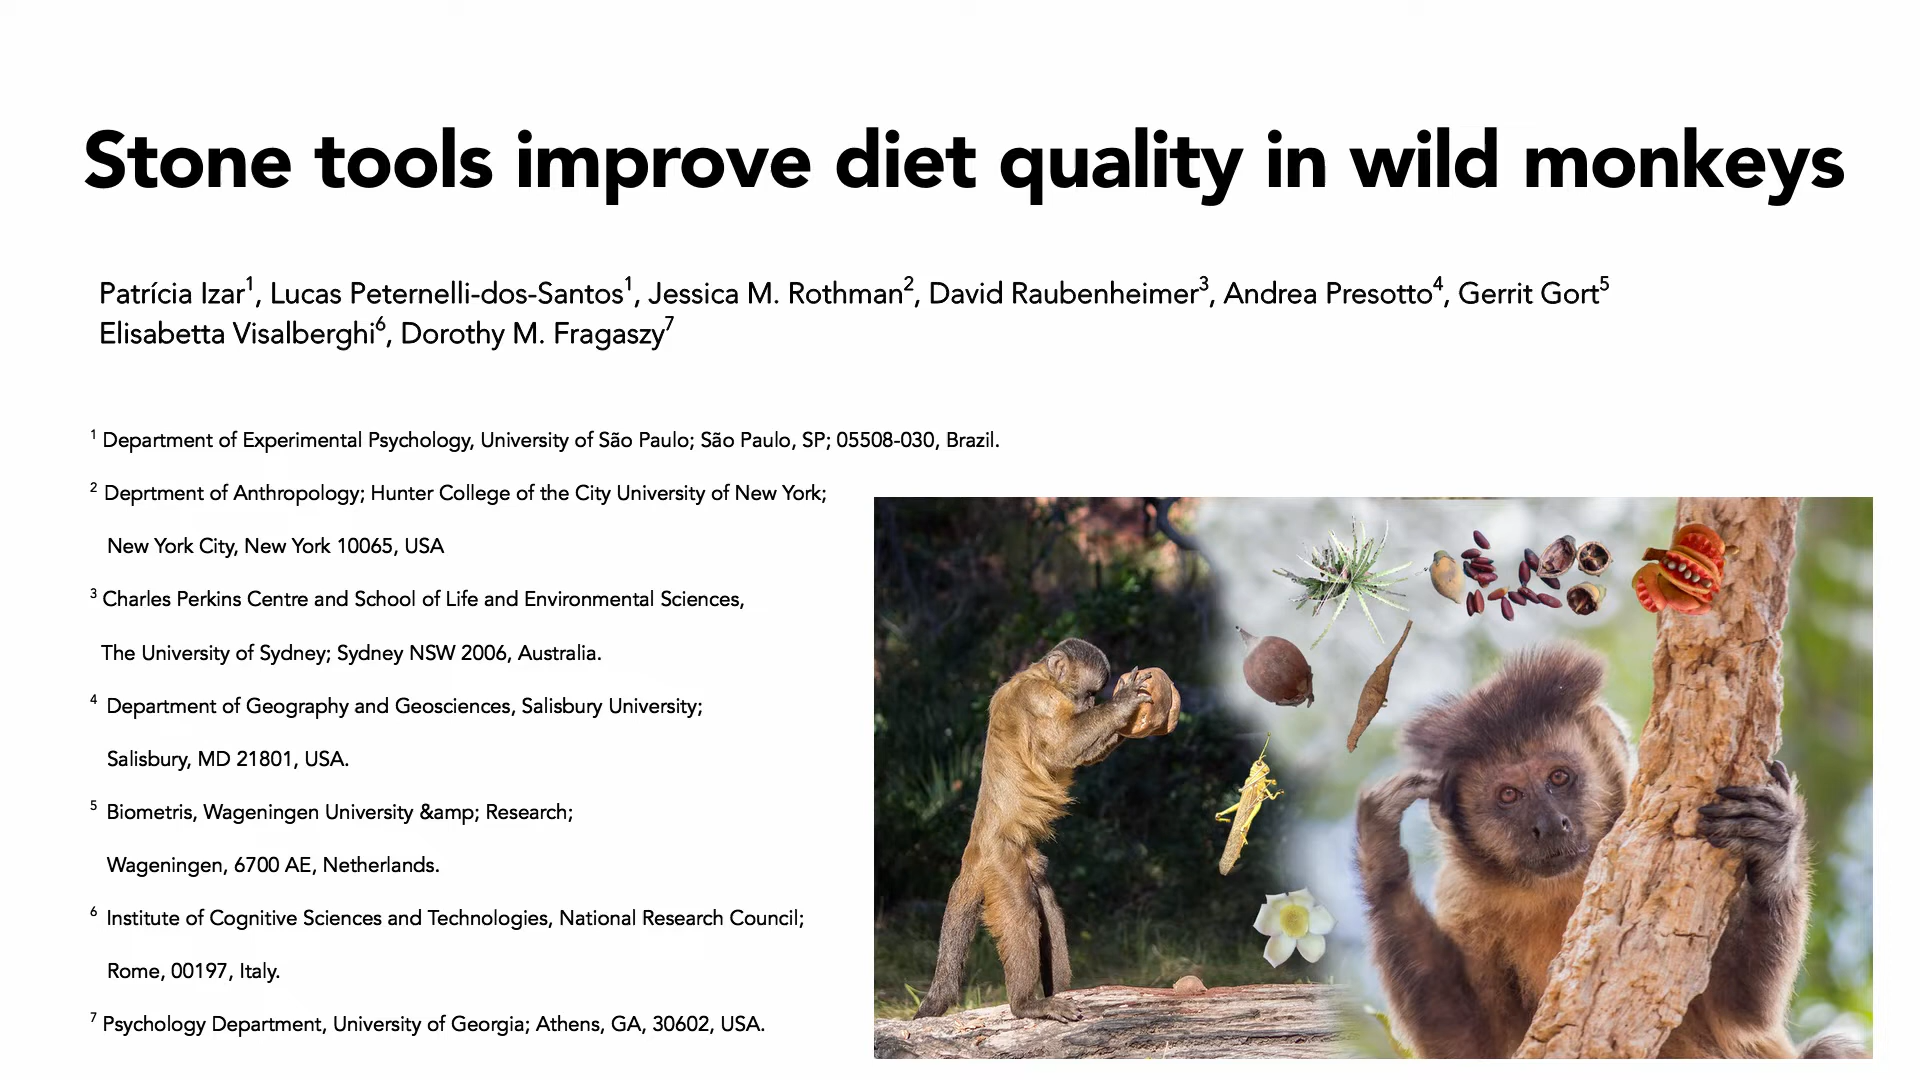 Stone tools improve diet quality in wild monkeys
Patrícia Izar1, Lucas Peternelli-dos-Santos1, Jessica M. Rothman2, David Raubenheimer3, Andrea Presotto4, Gerrit Gort5
Elisabetta Visalberghi6, Dorothy M. Fragaszy7
1 Department of Experimental Psychology, University of São Paulo; São Paulo, SP; 05508-030, Brazil.
2 Deprtment of Anthropology; Hunter College of the City University of New York;
New York City, New York 10065, USA
3 Charles Perkins Centre and School of Life and Environmental Sciences,
The University of Sydney; Sydney NSW 2006, Australia.
4 Department of Geography and Geosciences, Salisbury University;
Salisbury, MD 21801, USA.
5 Biometris, Wageningen University &amp; Research;
Wageningen, 6700 AE, Netherlands.
6 Institute of Cognitive Sciences and Technologies, National Research Council;
Rome, 00197, Italy.
7 Psychology Department, University of Georgia; Athens, GA, 30602, USA.